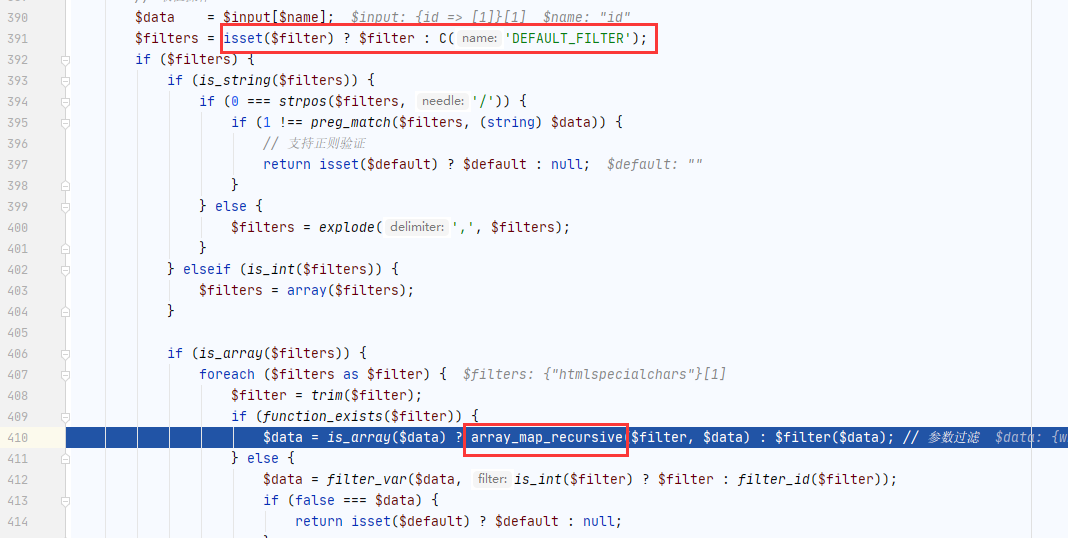 390 $data    = $input[$name];  $input: {id => [1]}[1]  $name: "id"
391 $filters = isset($filter) ? $filter : C( name: 'DEFAULT_FILTER');
392 if ($filters) {
393 if (is_string($filters)) {
394 if (0 === strpos($filters, needle: '/')) {
395 if (1 !== preg_match($filters, (string) $data)) {
396 // 支持正则验证
397 return isset($default) ? $default : null;  $default: ""
398 }
399 } else {
400 $filters = explode( delimiter: ',', $filters);
401 }
402 } elseif (is_int($filters)) {
403 $filters = array($filters);
404 }
405
406 if (is_array($filters)) {
407 foreach ($filters as $filter) {  $filters: {"htmlspecialchars"}[1]
408 $filter = trim($filter);
409 if (function_exists($filter)) {
410 $data = is_array($data) ? array_map_recursive($filter, $data) : $filter($data); // 参数过滤  $data: {w
411 } else {
412 $data = filter_var($data, filter: is_int($filter) ? $filter : filter_id($filter));
413 if (false === $data) {
414 return isset($default) ? $default : null;